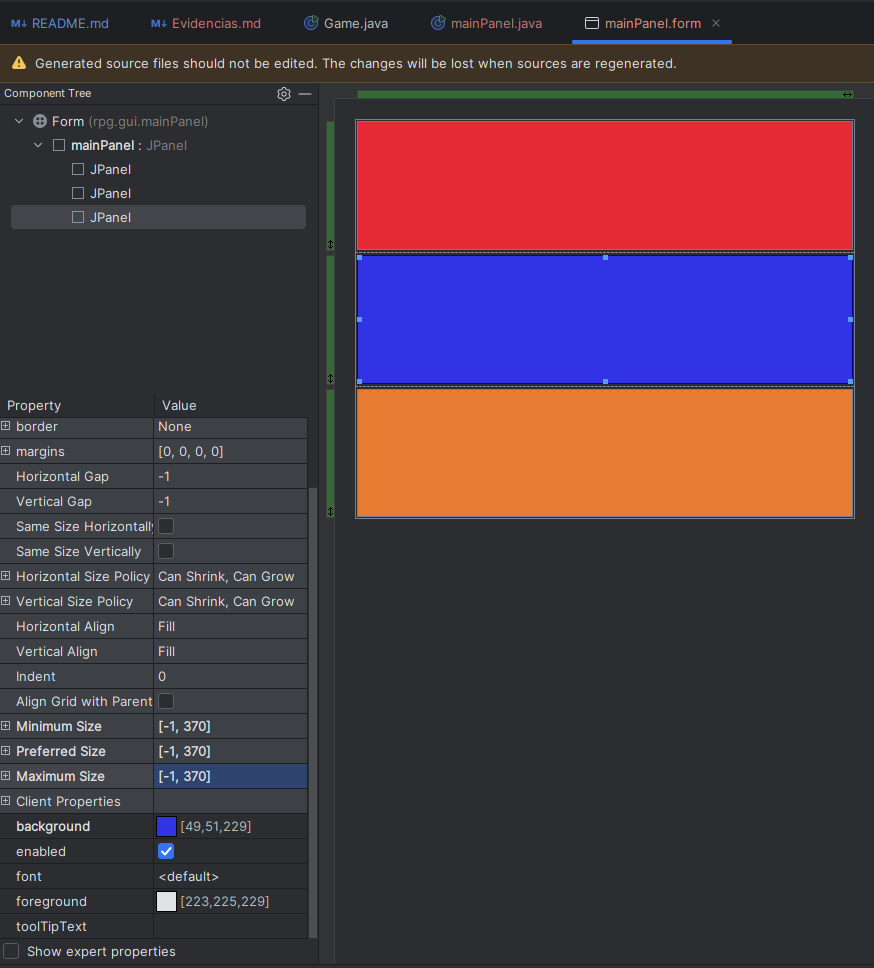 M↓ README.md
M↓ Evidencias.md
Game.java
mainPanel.java
mainPanel.form
Generated source files should not be edited. The changes will be lost when sources are regenerated.
Component Tree
Form (rpg.gui.mainPanel)
mainPanel : JPanel
JPanel
JPanel
JPanel
Property Value
border None
margins [0, 0, 0, 0]
Horizontal Gap -1
Vertical Gap -1
Same Size Horizontally
Same Size Vertically
Horizontal Size Policy Can Shrink, Can Grow
Vertical Size Policy Can Shrink, Can Grow
Horizontal Align Fill
Vertical Align Fill
Indent 0
Align Grid with Parent
Minimum Size [-1, 370]
Preferred Size [-1, 370]
Maximum Size [-1, 370]
Client Properties
background [49,51,229]
enabled
font <default>
foreground [223,225,229]
toolTipText
Show expert properties